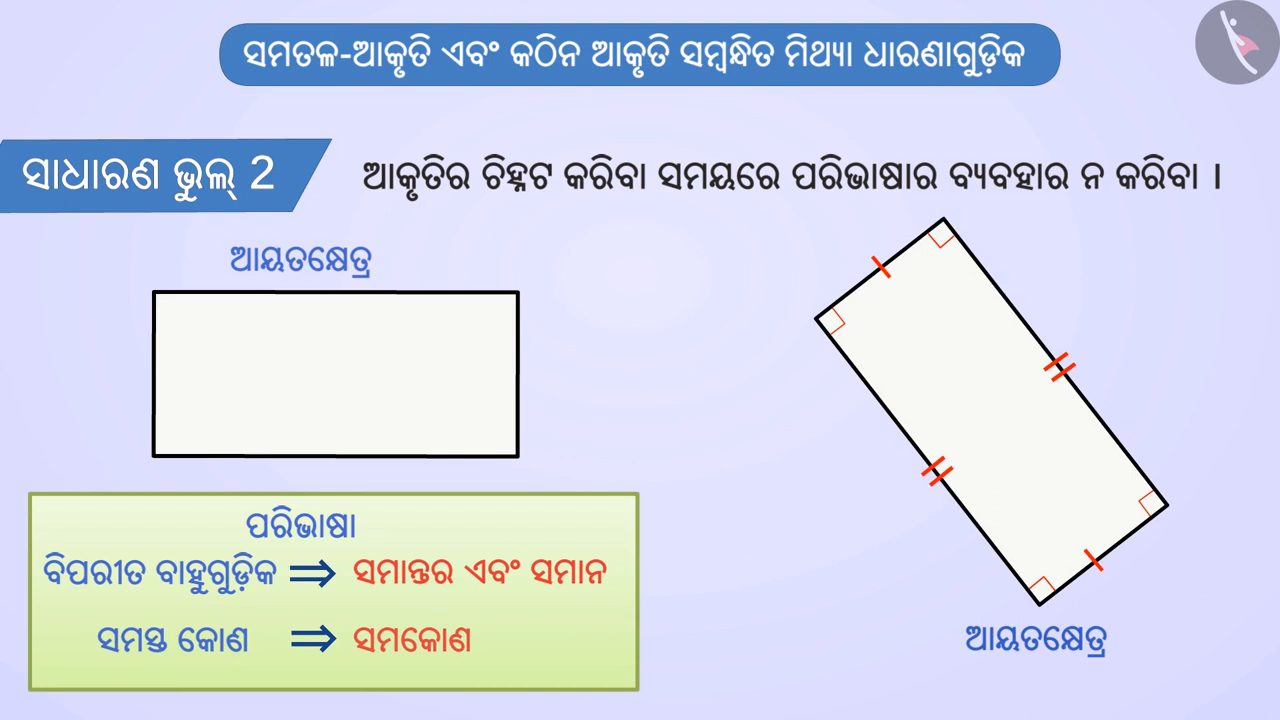 ସମତଳ-ଆକୃତି ଏବଂ କଠିନ ଆକୃତି ସମ୍ବନ୍ଧିତ ମିଥ୍ୟା ଧାରଣାଗୁଡ଼ିକ
ସାଧାରଣ ଭୁଲ୍ 2
ଆକୃତିର ଚିହ୍ନଟ କରିବା ସମୟରେ ପରିଭାଷାର ବ୍ୟବହାର ନ କରିବା ।
ଆୟତକ୍ଷେତ୍ର
ପରିଭାଷା
ବିପରୀତ ବାହୁଗୁଡ଼ିକ ⇒ ସମାନ୍ତର ଏବଂ ସମାନ
ସମସ୍ତ କୋଣ ⇒ ସମକୋଣ
ଆୟତକ୍ଷେତ୍ର